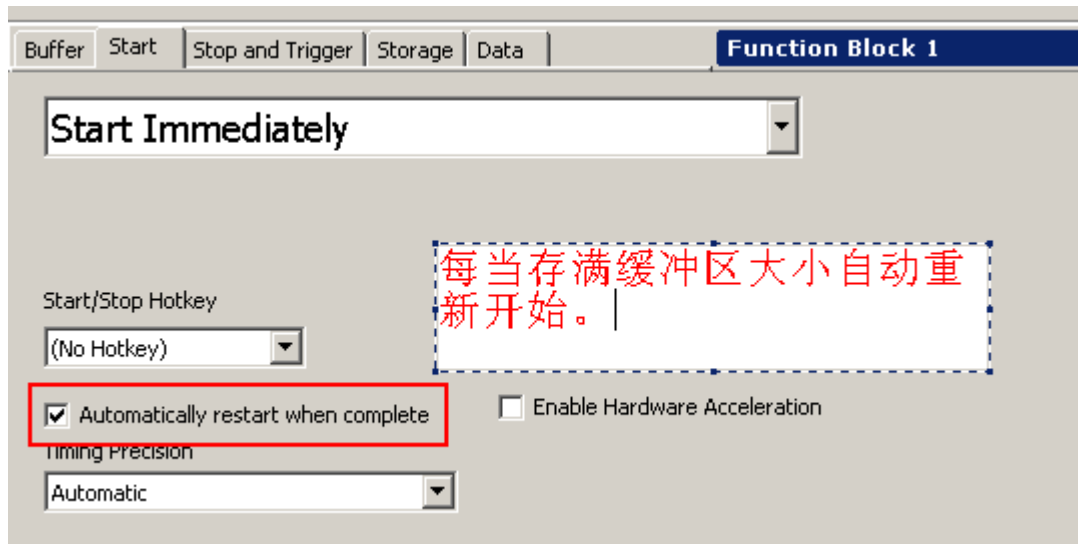 Buffer Start Stop and Trigger Storage Data Function Block 1
Start Immediately
每当存满缓冲区大小自动重
新开始。
Start/Stop Hotkey
(No Hotkey)
Automatically restart when complete Enable Hardware Acceleration
Timing Precision
Automatic